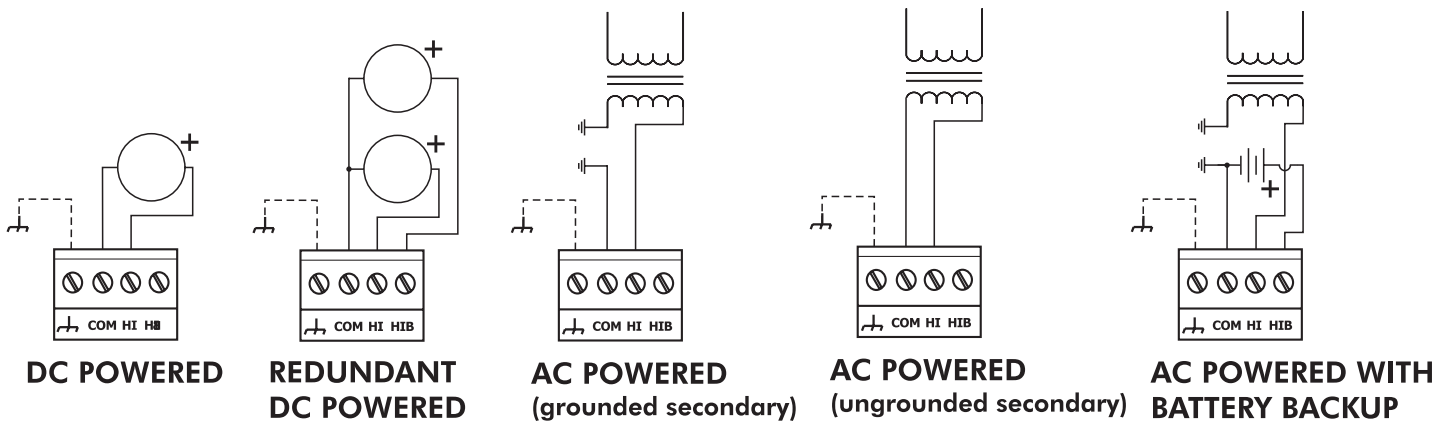 +
+
+
+
COM HI
COM HI HIB
COM HI HIB
COM HI HIB
COM HI HIB
DC POWERED
REDUNDANT
DC POWERED
AC POWERED
(grounded secondary)
AC POWERED
(ungrounded secondary)
AC POWERED WITH
BATTERY BACKUP